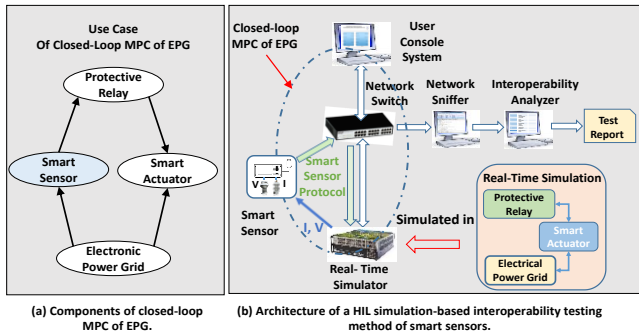 Use Case
Of Closed-Loop MPC of EPG
Protective
Relay
Smart
Sensor
Smart
Actuator
Electronic
Power Grid
(a) Components of closed-loop
MPC of EPG.
Closed-loop
MPC of EPG
User
Console
System
Network
Switch
Network
Sniffer
Interoperability
Analyzer
Test
Report
V
I
Smart
Sensor
Protocol
Smart
Sensor
I, V
Real- Time
Simulator
Simulated in
Real-Time Simulation
Protective
Relay
Smart
Actuator
Electrical
Power Grid
(b) Architecture of a HIL simulation-based interoperability testing
method of smart sensors.